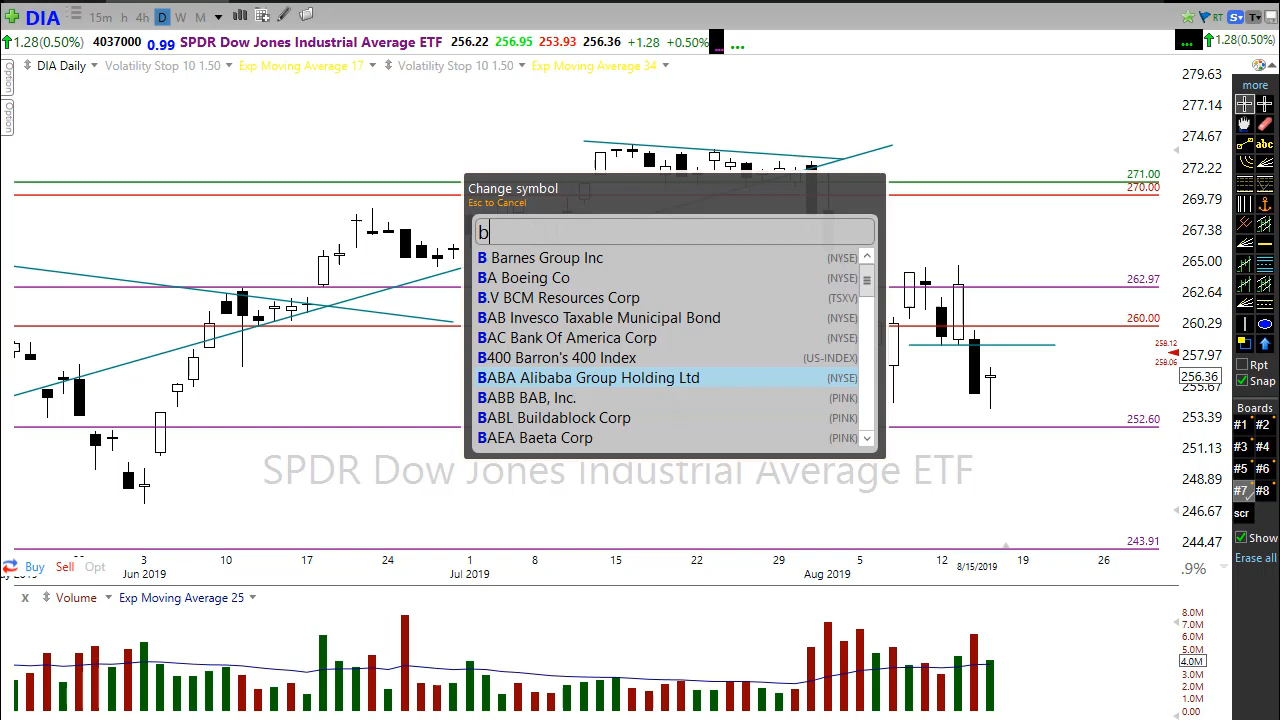 DIA 15m h 4h D W M RT S T
1.28(0.50%) 4037000 0.99 SPDR Dow Jones Industrial Average ETF 256.22 256.95 253.93 256.36 +1.28 +0.50% ... ... ... 1.28(0.50%)
DIA Daily Volatility Stop 10 1.50 Exp Moving Average 17 Volatility Stop 10 1.50 Exp Moving Average 34
Option
Option
279.63
277.14
274.67
272.22
269.79
267.38
265.00
262.64
260.29
257.97
256.36
255.67
253.39
251.13
248.89
246.67
244.47
271.00
270.00
262.97
260.00
258.12
258.06
252.60
243.91
Change symbol
Esc to Cancel
b
B Barnes Group Inc (NYSE)
BA Boeing Co (NYSE)
B.V BCM Resources Corp (TSXV)
BAB Invesco Taxable Municipal Bond (NYSE)
BAC Bank Of America Corp (NYSE)
B400 Barron's 400 Index (US-INDEX)
BABA Alibaba Group Holding Ltd (NYSE)
BABB BAB, Inc. (PINK)
BABL Buildablock Corp (PINK)
BAEA Baeta Corp (PINK)
SPDR Dow Jones Industrial Average ETF
3 10 17 24 1 8 15 22 29 5 12 19 26
Buy Sell Opt
Jun 2019 Jul 2019 Aug 2019 8/15/2019
.9%
x Volume Exp Moving Average 25
8.0M
7.0M
6.0M
5.0M
4.0M
3.0M
2.0M
1.00
0.00
more
abc
Rpt
Snap
Boards
#1 #2
#3 #4
#5 #6
#7 #8
scr
Show
Erase all